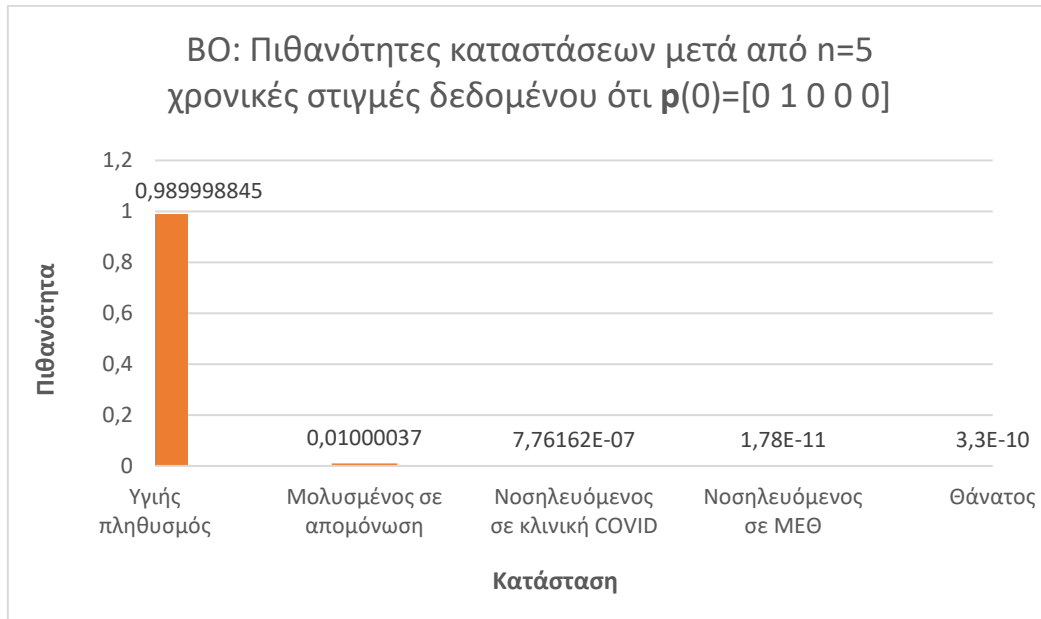 ΒΟ: Πιθανότητες καταστάσεων μετά από n=5
χρονικές στιγμές δεδομένου ότι p(0)=[0 1 0 0 0]
1,2
0,989998845
1
0,8
0,6
0,4
0,2
0
0,01000037
7,76162E-07
1,78E-11
3,3E-10
Πιθανότητα
Υγιής
πληθυσμός
Μολυσμένος σε
απομόνωση
Νοσηλευόμενος
σε κλινική COVID
Νοσηλευόμενος
σε ΜΕΘ
Θάνατος
Κατάσταση